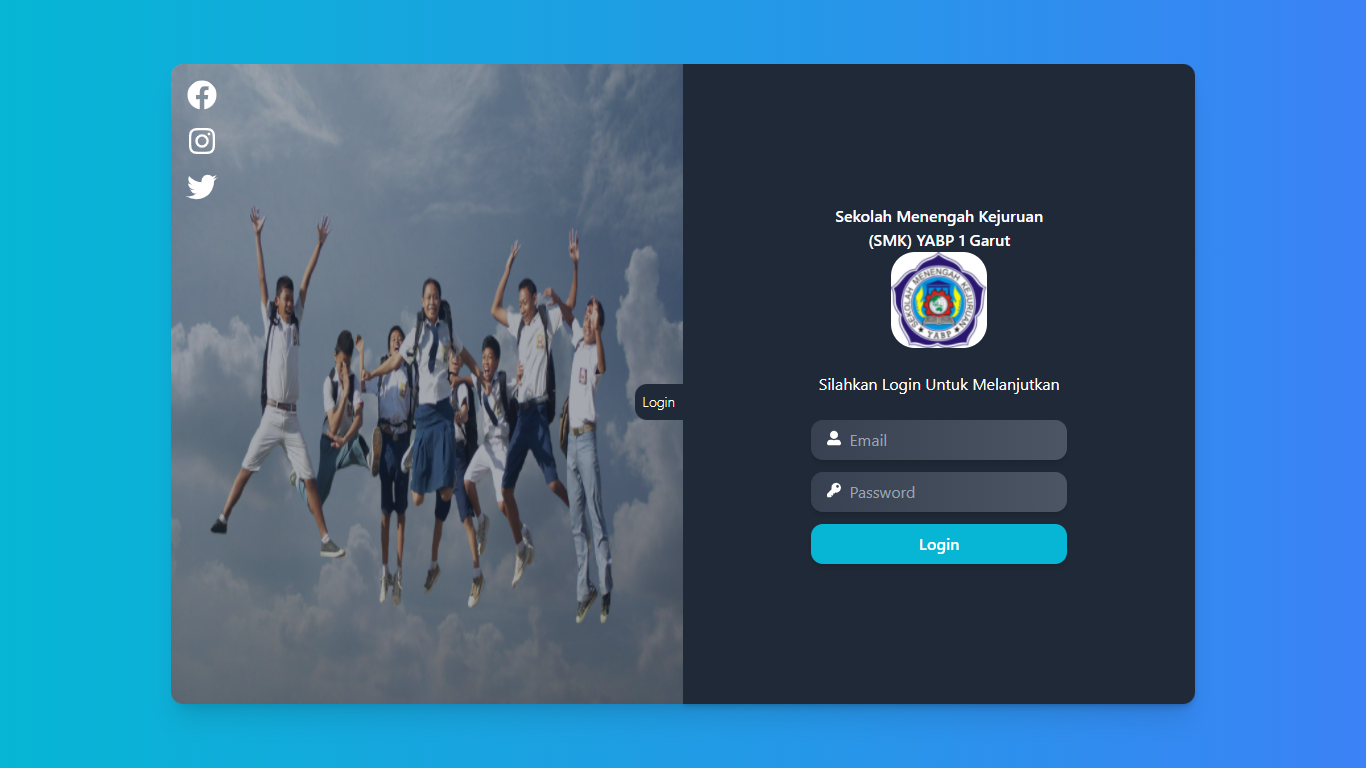 Login
Sekolah Menengah Kejuruan
(SMK) YABP 1 Garut
SEKOLAH MENENGAH KEJURUAN
YABP
Silahkan Login Untuk Melanjutkan
Email
Password
Login